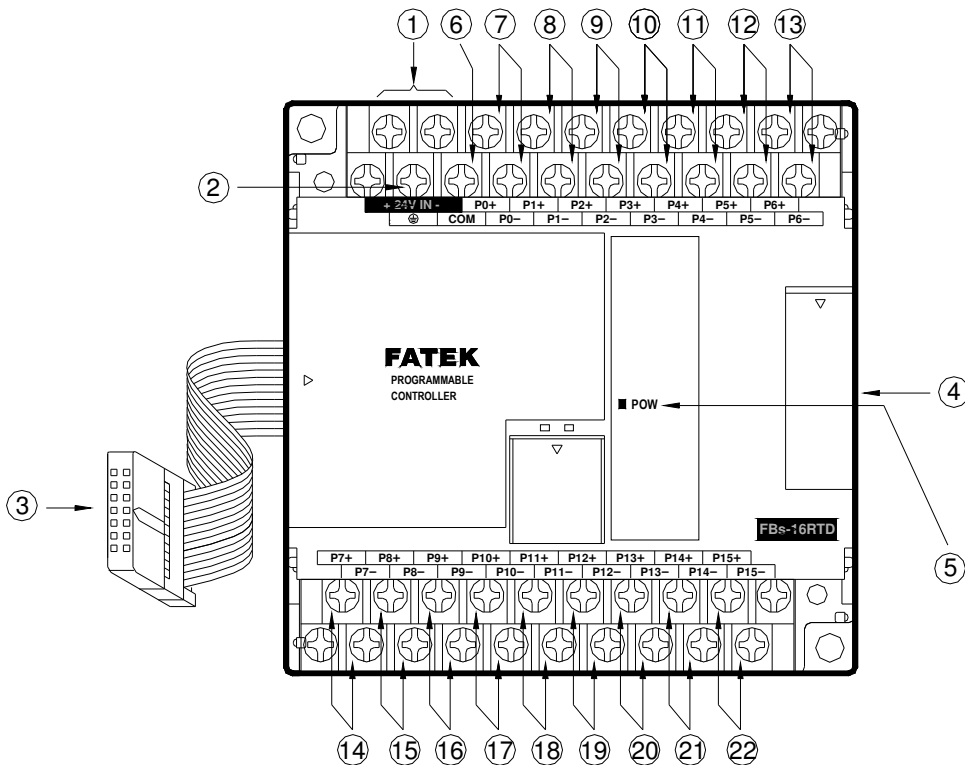 1 6 7 8 9 10 11 12 13
2
+ 24V IN - P0+ P1+ P2+ P3+ P4+ P5+ P6+
COM P0− P1− P2− P3− P4− P5− P6−
FATEK
PROGRAMMABLE
CONTROLLER
POW
4
3
FBs-16RTD
5
P7+ P8+ P9+ P10+ P11+ P12+ P13+ P14+ P15+
P7− P8− P9− P10− P11− P12− P13− P14− P15−
14 15 16 17 18 19 20 21 22